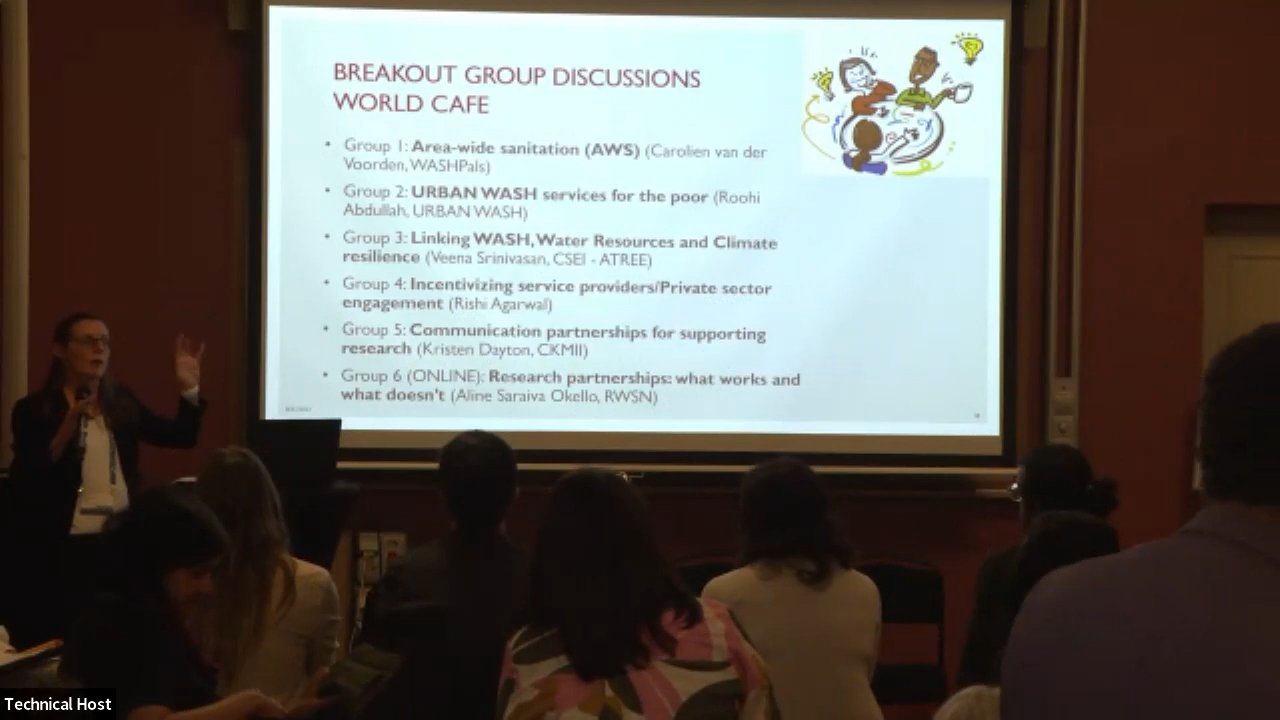 BREAKOUT GROUP DISCUSSIONS
WORLD CAFE
• Group 1: Area-wide sanitation (AWS) (Carolien van der
Voorden, WASHPals)
• Group 2: URBAN WASH services for the poor (Roohi
Abdullah, URBAN WASH)
• Group 3: Linking WASH, Water Resources and Climate
resilience (Veena Srinivasan, CSEI - ATREE)
• Group 4: Incentivizing service providers/Private sector
engagement (Rishi Agarwal)
• Group 5: Communication partnerships for supporting
research (Kristen Dayton, CKMII)
• Group 6 (ONLINE): Research partnerships: what works and
what doesn't (Aline Saraiva Okello, RWSN)
Technical Host